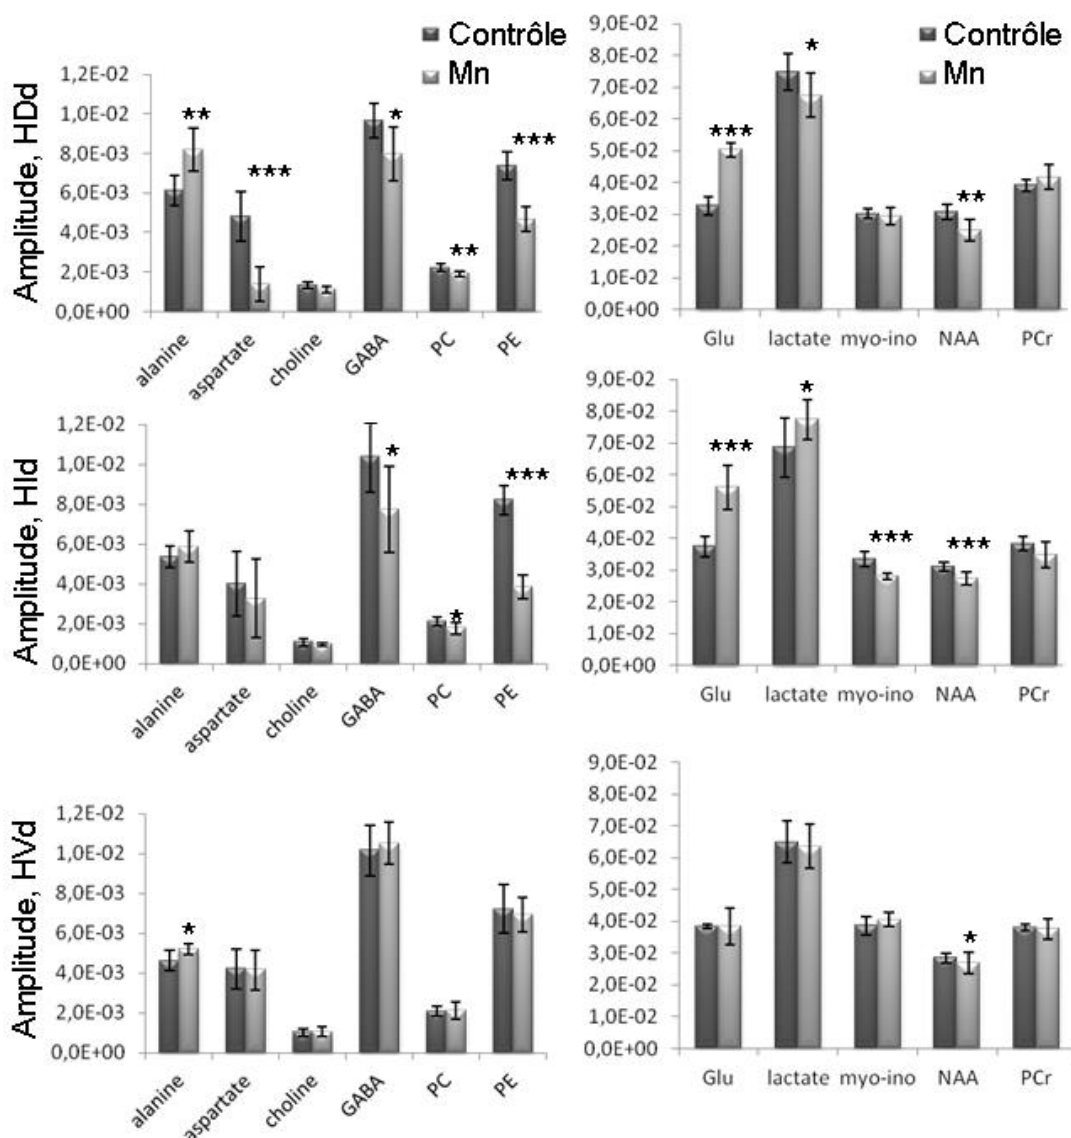 Contrôle
Mn
Amplitude, HDd
1,2E-02
1,0E-02
8,0E-03
6,0E-03
4,0E-03
2,0E-03
0,0E+00
**
***
*
**
***
alanine
aspartate
choline
GABA
PC
PE
Contrôle
Mn
9,0E-02
8,0E-02
7,0E-02
6,0E-02
5,0E-02
4,0E-02
3,0E-02
2,0E-02
1,0E-02
0,0E+00
***
*
**
Glu
lactate
myo-ino
NAA
PCr
Amplitude, HId
1,2E-02
1,0E-02
8,0E-03
6,0E-03
4,0E-03
2,0E-03
0,0E+00
*
*
***
alanine
aspartate
choline
GABA
PC
PE
9,0E-02
8,0E-02
7,0E-02
6,0E-02
5,0E-02
4,0E-02
3,0E-02
2,0E-02
1,0E-02
0,0E+00
***
*
***
***
Glu
lactate
myo-ino
NAA
PCr
Amplitude, HVd
1,2E-02
1,0E-02
8,0E-03
6,0E-03
4,0E-03
2,0E-03
0,0E+00
*
alanine
aspartate
choline
GABA
PC
PE
9,0E-02
8,0E-02
7,0E-02
6,0E-02
5,0E-02
4,0E-02
3,0E-02
2,0E-02
1,0E-02
0,0E+00
*
Glu
lactate
myo-ino
NAA
PCr